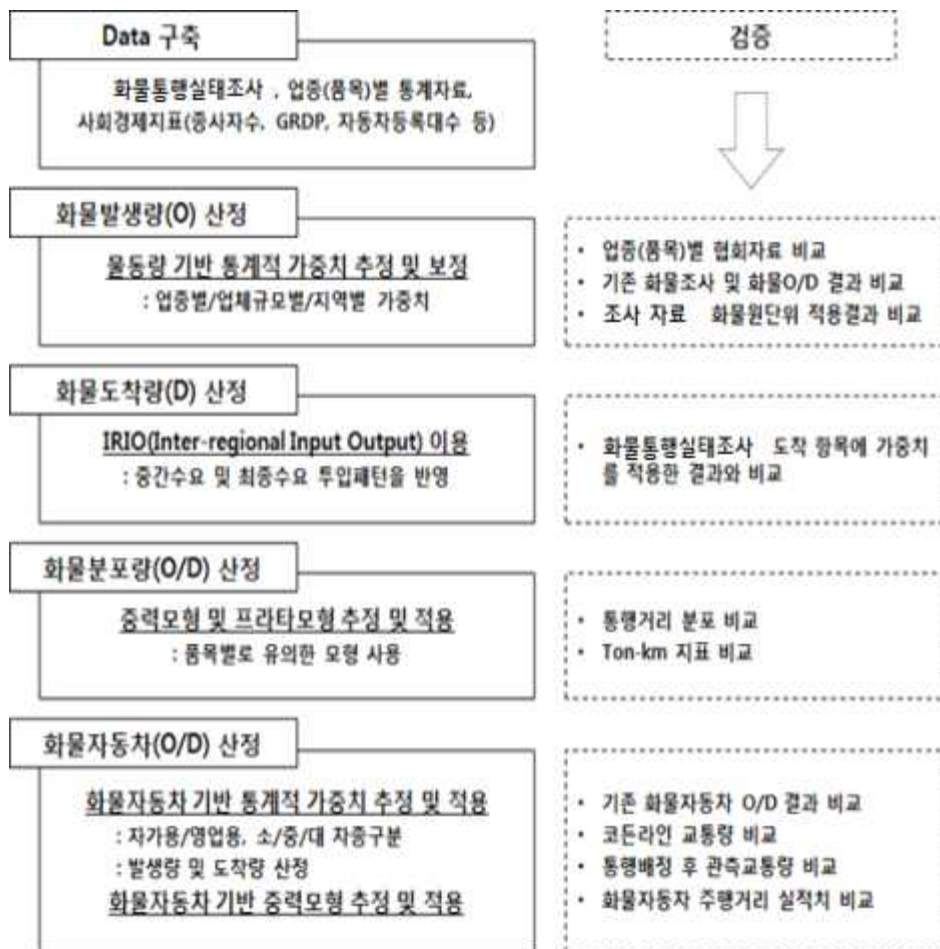 Data 구축
화물통행실태조사 , 업종(품목)별 통계자료,
사회경제지표(종사자수, GRDP, 자동차등록대수 등)
검증
화물발생량(O) 산정
물동량 기반 통계적 가중치 추정 및 보정
: 업종별/업체규모별/지역별 가중치
• 업종(품목)별 협회자료 비교
• 기존 화물조사 및 화물O/D 결과 비교
• 조사 자료 화물원단위 적용결과 비교
화물도착량(D) 산정
IRIO(Inter-regional Input Output) 이용
: 중간수요 및 최종수요 투입패턴을 반영
• 화물통행실태조사 도착 항목에 가중치
를 적용한 결과와 비교
화물분포량(O/D) 산정
중력모형 및 프라타모형 추정 및 적용
: 품목별로 유의한 모형 사용
• 통행거리 분포 비교
• Ton-km 지표 비교
화물자동차(O/D) 산정
화물자동차 기반 통계적 가중치 추정 및 적용
: 자가용/영업용, 소/중/대 차종구분
: 발생량 및 도착량 산정
화물자동차 기반 중력모형 추정 및 적용
• 기존 화물자동차 O/D 결과 비교
• 코든라인 교통량 비교
• 통행배정 후 관측교통량 비교
• 화물자동차 주행거리 실적치 비교